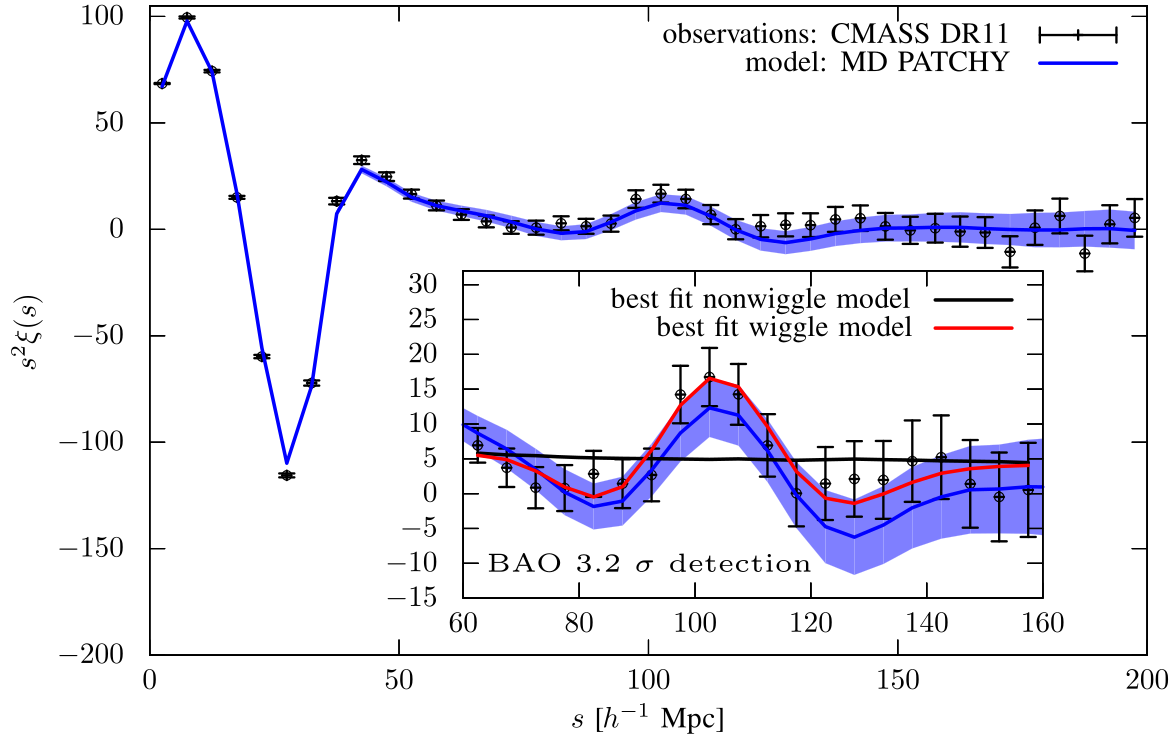 observations: CMASS DR11
model: MD PATCHY
100
50
0
−50
−100
−150
−200
s²ξ(s)
best fit nonwiggle model
best fit wiggle model
30
25
20
15
10
5
0
−5
−10
−15
BAO 3.2 σ detection
60 80 100 120 140 160
0 50 100 150 200
s [h⁻¹ Mpc]